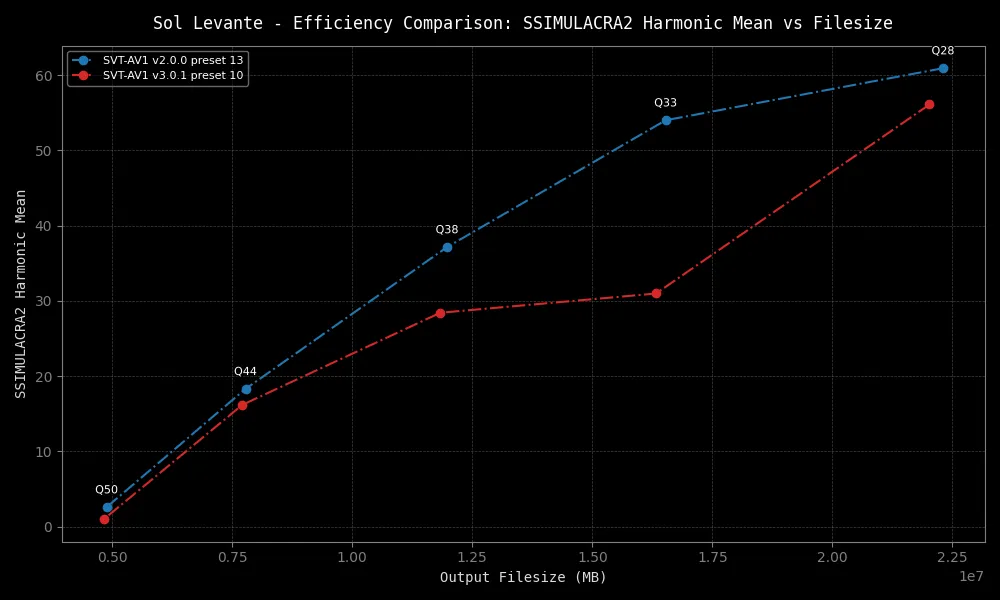 Sol Levante - Efficiency Comparison: SSIMULACRA2 Harmonic Mean vs Filesize
SVT-AV1 v2.0.0 preset 13
SVT-AV1 v3.0.1 preset 10
Q28
Q33
Q38
Q44
Q50
SSIMULACRA2 Harmonic Mean
60
50
40
30
20
10
0
0.50
0.75
1.00
1.25
1.50
1.75
2.00
2.25
1e7
Output Filesize (MB)